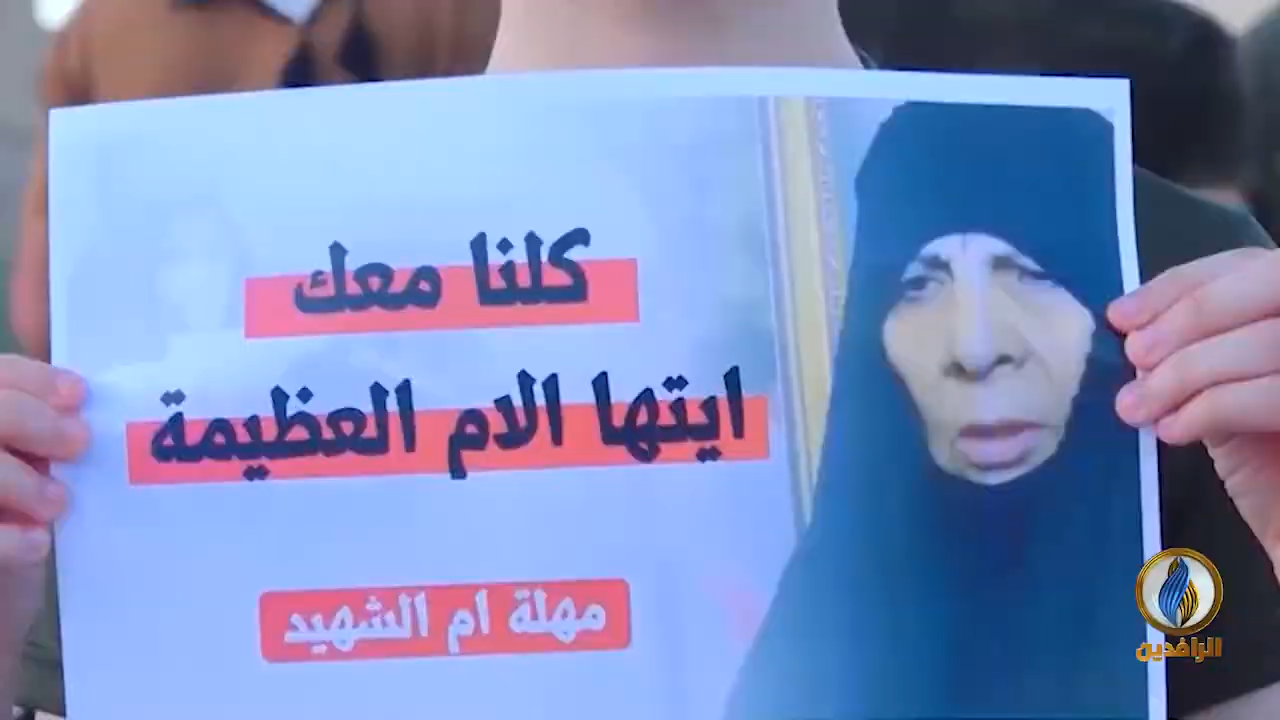 كلنا معك
ايتها الام العظيمة
مهلة ام الشهيد
الرافدين